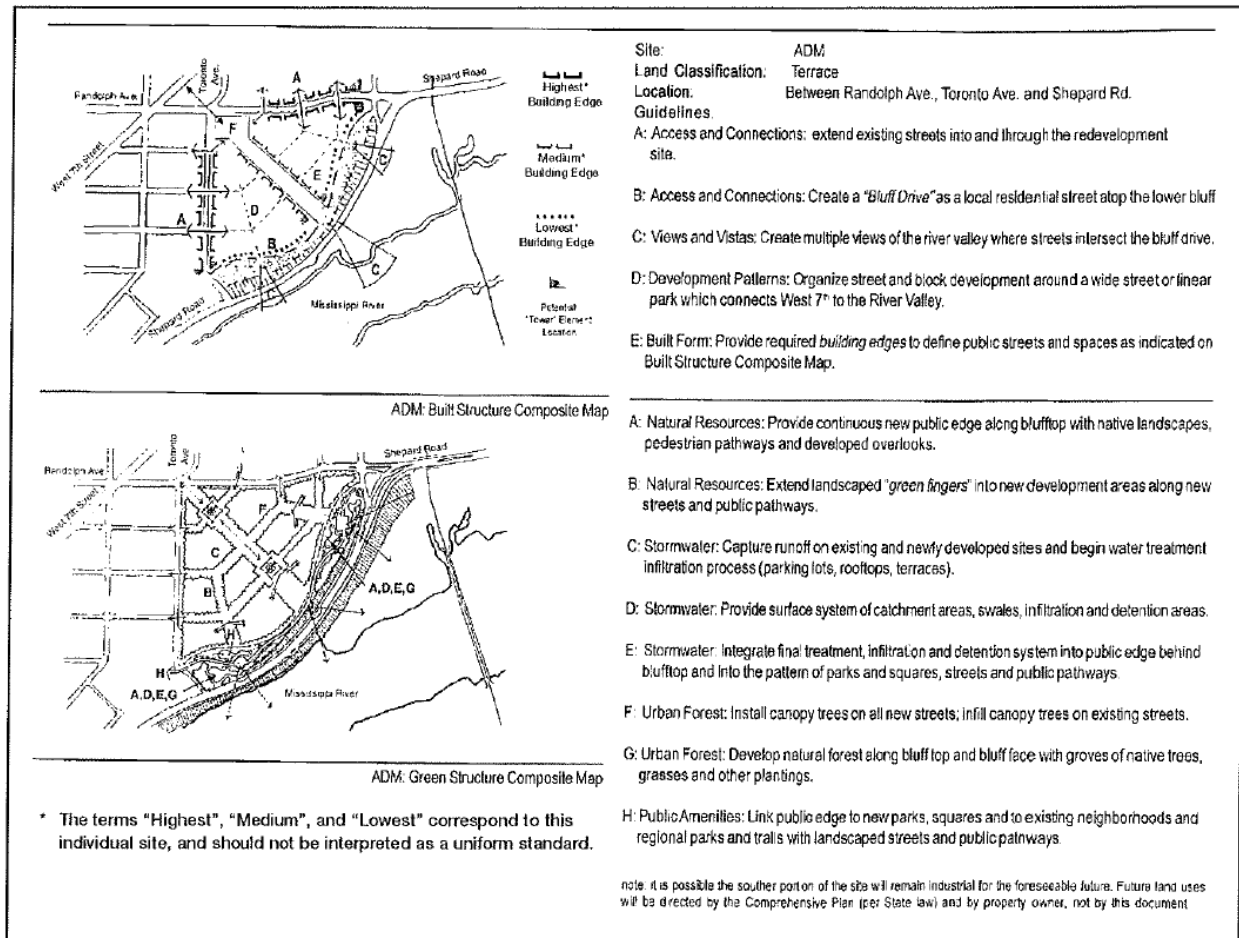 Site: ADM
Land Classification: Terrace
Location: Between Randolph Ave., Toronto Ave. and Shepard Rd.
Guidelines.
A: Access and Connections: extend existing streets into and through the redevelopment
site.
B: Access and Connections: Create a "Bluff Drive" as a local residential street atop the lower bluff
C: Views and Vistas: Create multiple views of the river valley where streets intersect the bluff drive.
D: Development Patterns: Organize street and block development around a wide street or linear
park which connects West 7th to the River Valley.
E: Built Form: Provide required building edges to define public streets and spaces as indicated on
Built Structure Composite Map.
Toronto
Ave.
Randolph Ave.
West 7th Street
Shepard Road
A
B
F
E
C
D
A
B
C
C
Shepard Road
Mississippi River
Highest*
Building Edge
Medium*
Building Edge
Lowest*
Building Edge
Potential
"Tower" Element
Location
ADM: Built Structure Composite Map
Toronto
Ave
Randolph Ave
West 7th Street
Shepard Road
F
C
B
H
H
A,D,E,G
A,D,E,G
Mississippi River
ADM: Green Structure Composite Map
* The terms "Highest", "Medium", and "Lowest" correspond to this
individual site, and should not be interpreted as a uniform standard.
A: Natural Resources: Provide continuous new public edge along blufftop with native landscapes,
pedestrian pathways and developed overlooks.
B: Natural Resources: Extend landscaped "green fingers" into new development areas along new
streets and public pathways.
C: Stormwater: Capture runoff on existing and newly developed sites and begin water treatment
infiltration process (parking lots, rooftops, terraces).
D: Stormwater: Provide surface system of catchment areas, swales, infiltration and detention areas.
E: Stormwater: Integrate final treatment, infiltration and detention system into public edge behind
blufftop and into the pattern of parks and squares, streets and public pathways.
F: Urban Forest: Install canopy trees on all new streets; infill canopy trees on existing streets.
G: Urban Forest: Develop natural forest along bluff top and bluff face with groves of native trees,
grasses and other plantings.
H: Public Amenities: Link public edge to new parks, squares and to existing neighborhoods and
regional parks and trails with landscaped streets and public pathways.
note: it is possible the souther portion of the site will remain industrial for the foreseeable future. Future land uses
will be directed by the Comprehensive Plan (per State law) and by property owner, not by this document